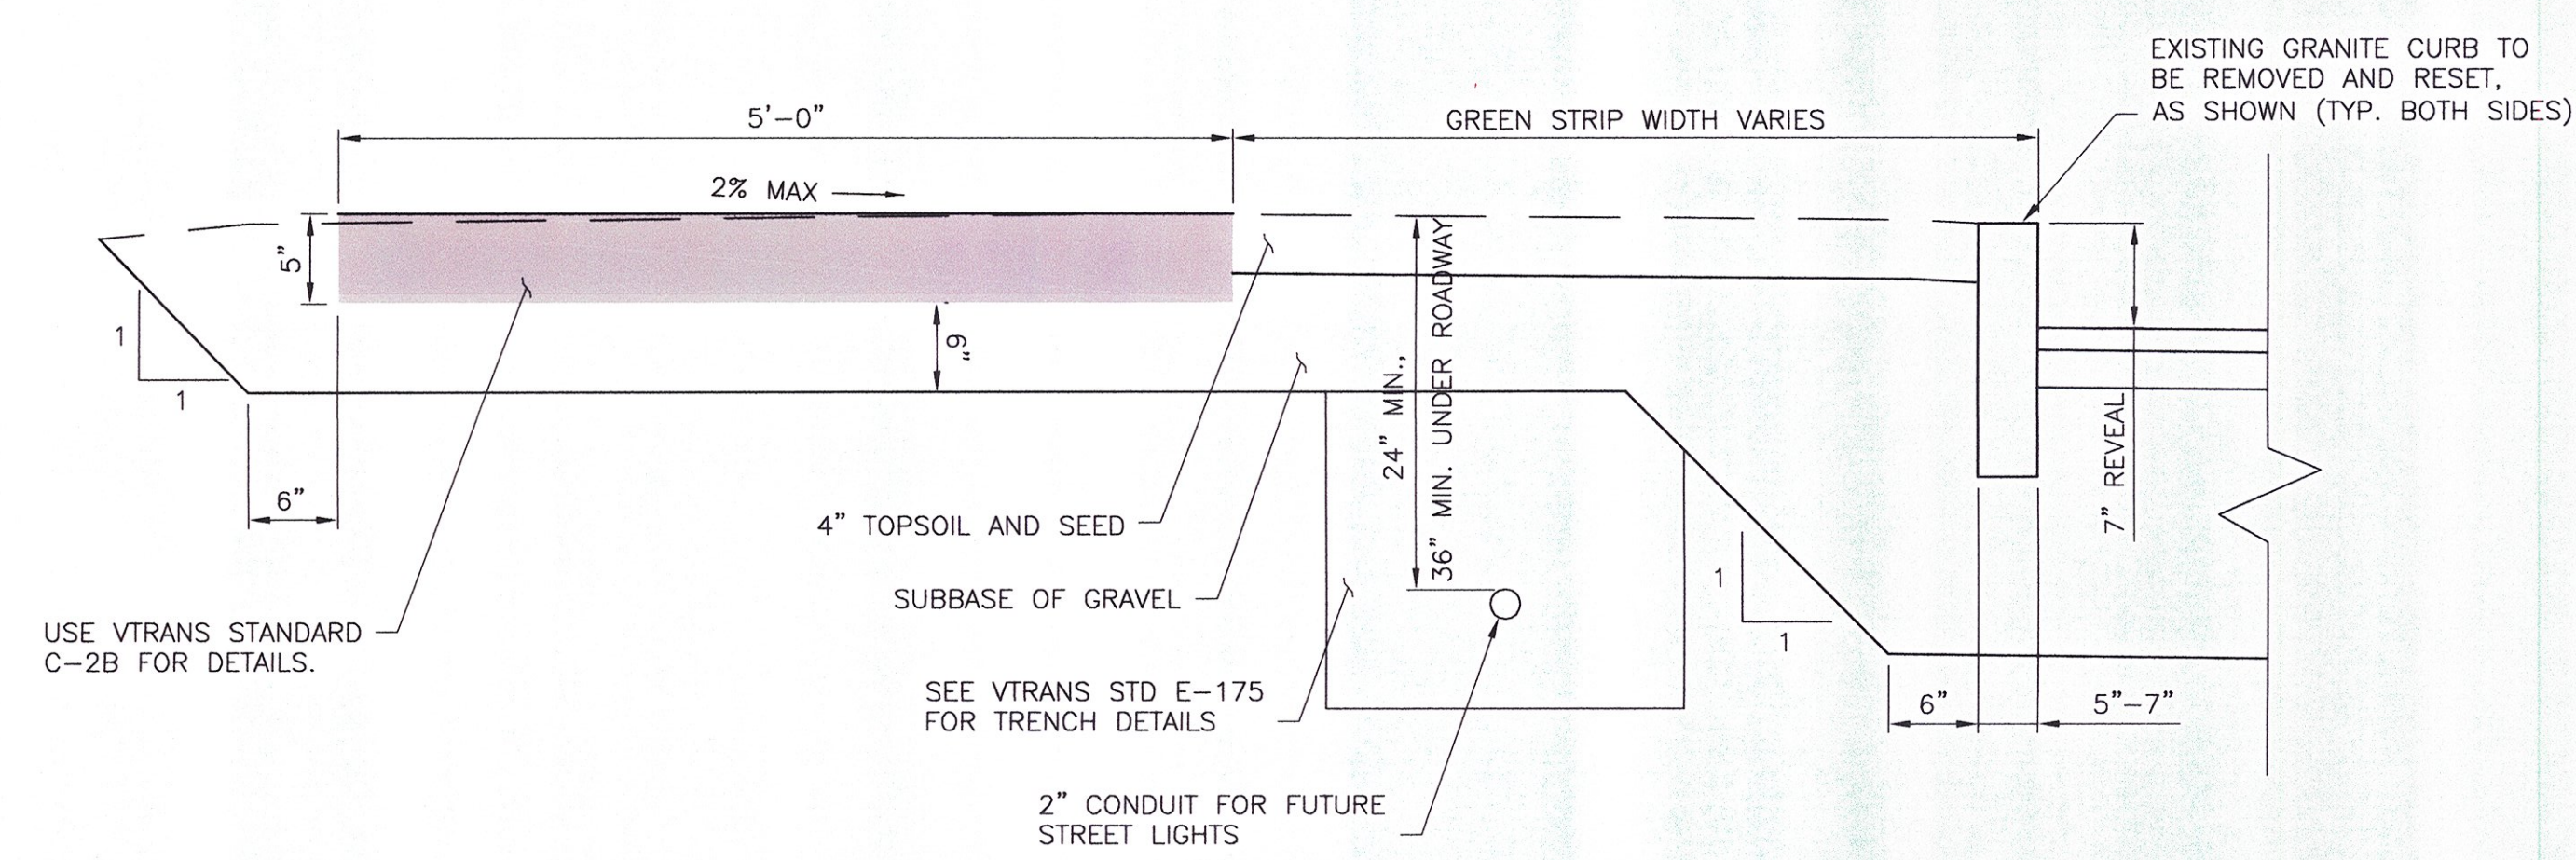 EXISTING GRANITE CURB TO
BE REMOVED AND RESET,
AS SHOWN (TYP. BOTH SIDES)
5'-0"
GREEN STRIP WIDTH VARIES
2% MAX
5"
6"
1
1
6"
24" MIN.,
36" MIN. UNDER ROADWAY
7" REVEAL
4" TOPSOIL AND SEED
SUBBASE OF GRAVEL
USE VTRANS STANDARD
C-2B FOR DETAILS.
1
1
SEE VTRANS STD E-175
FOR TRENCH DETAILS
6"
5"-7"
2" CONDUIT FOR FUTURE
STREET LIGHTS